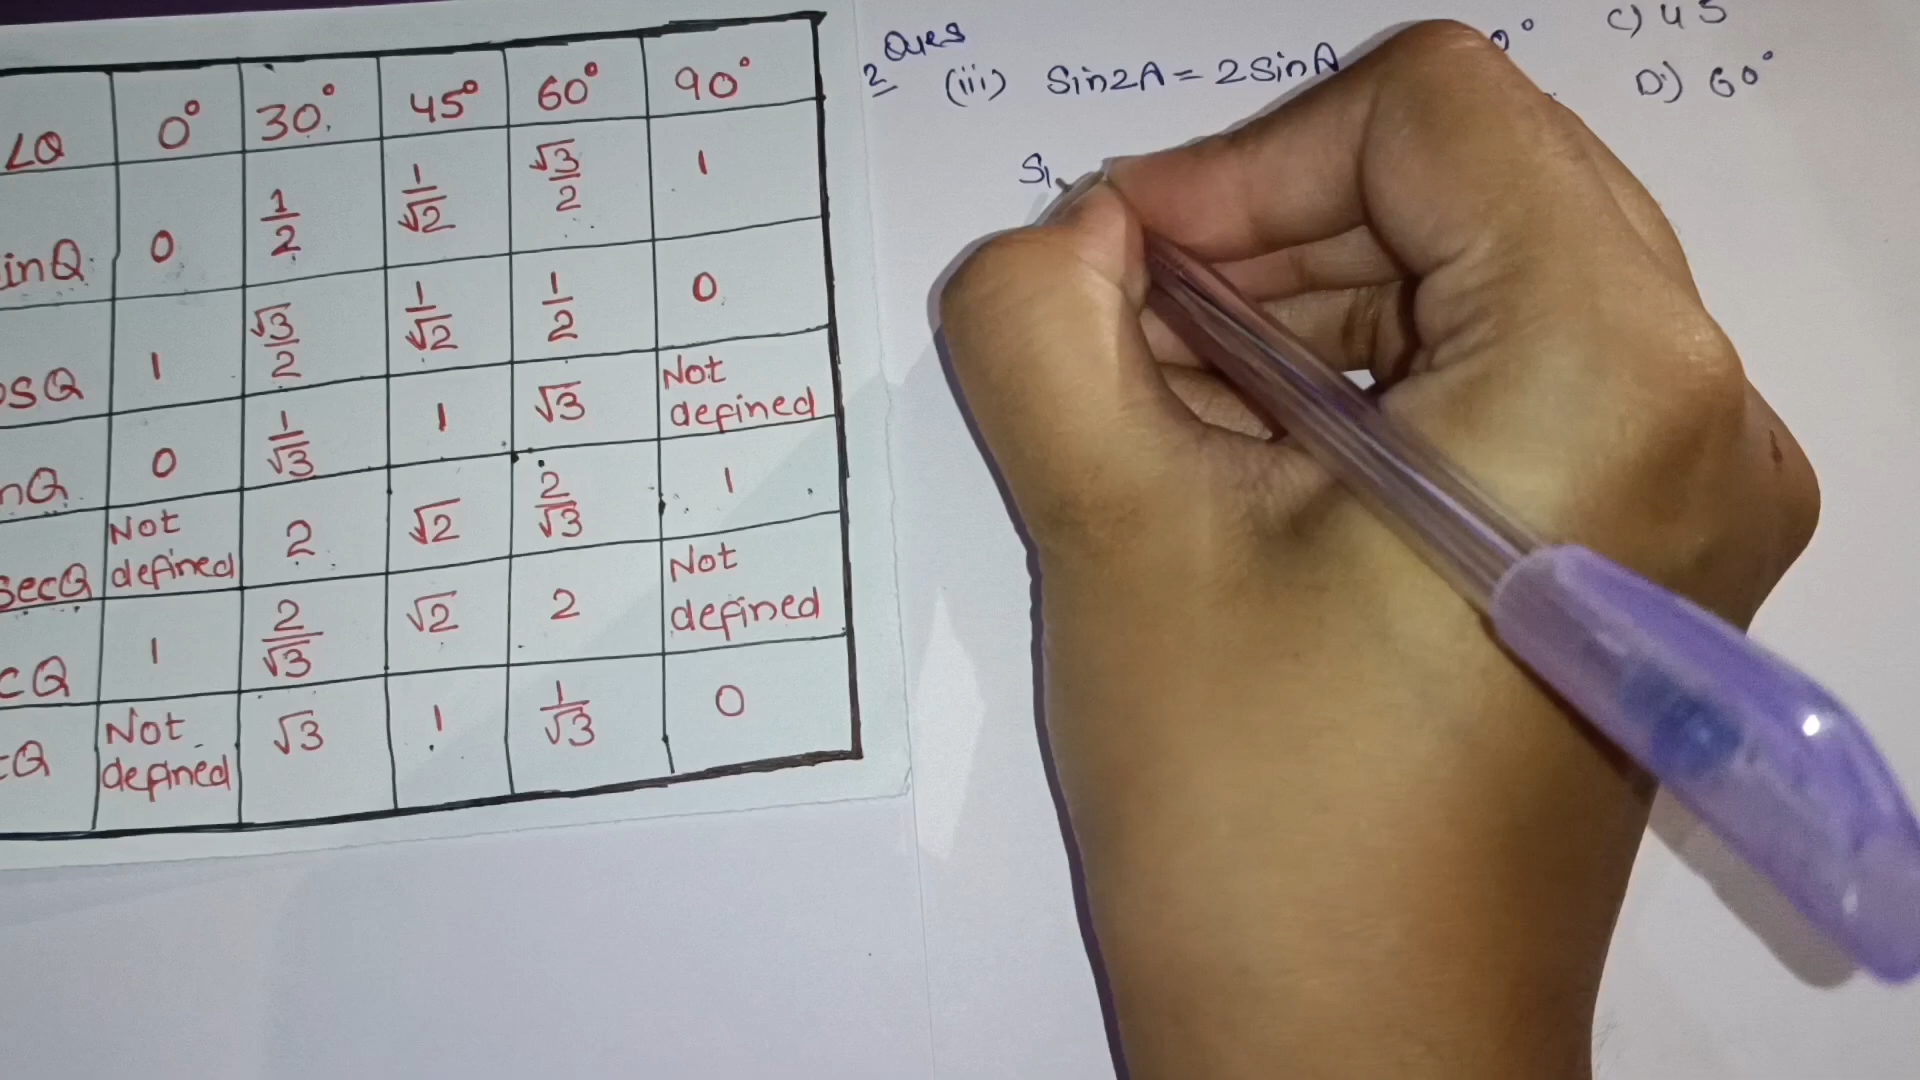 ∠Q 0° 30° 45° 60° 90°
inQ 0 1/2 1/√2 √3/2 1
sQ 1 √3/2 1/√2 1/2 0
nQ 0 1/√3 1 √3 Not defined
secQ Not defined 2 √2 2/√3 1
cQ 1 2/√3 √2 2 Not defined
Q Not defined √3 1 1/√3 0
Ques
2 (iii) Sin2A = 2SinA
C) 45
D) 60°
Si